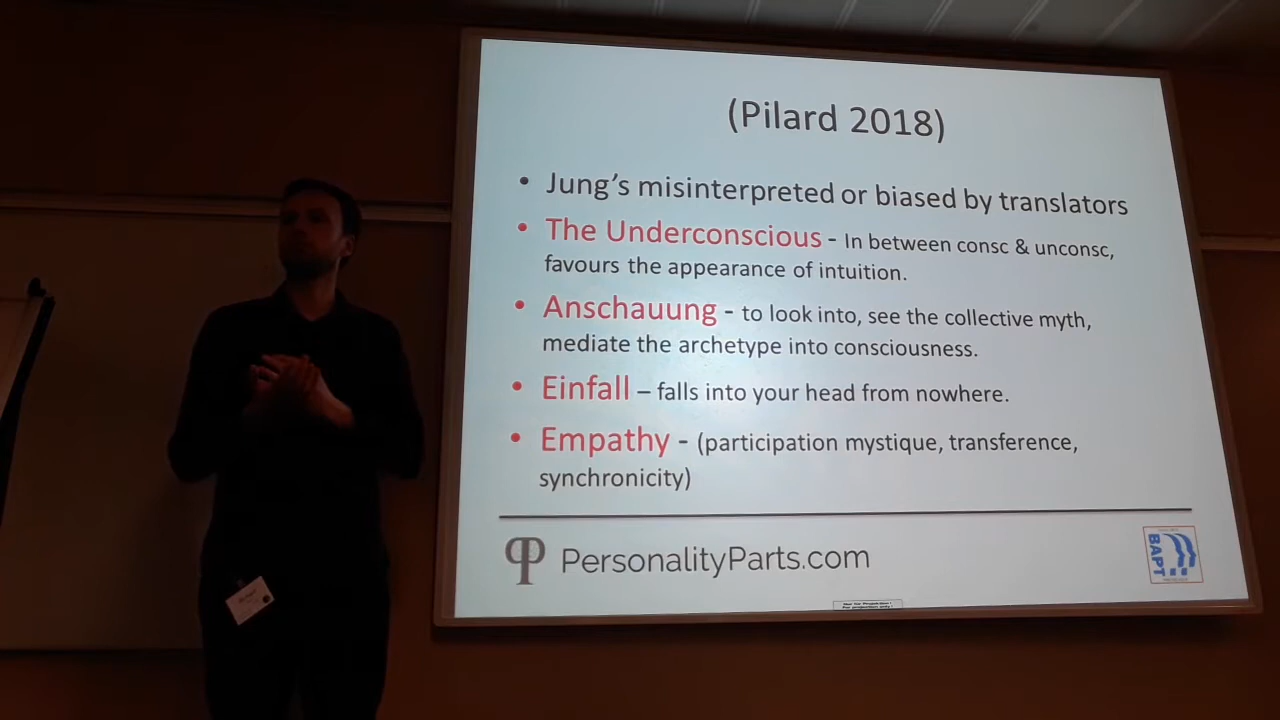 (Pilard 2018)
• Jung's misinterpreted or biased by translators
• The Underconscious - In between consc & unconsc,
favours the appearance of intuition.
• Anschauung - to look into, see the collective myth,
mediate the archetype into consciousness.
• Einfall – falls into your head from nowhere.
• Empathy - (participation mystique, transference,
synchronicity)
PersonalityParts.com
BAPT